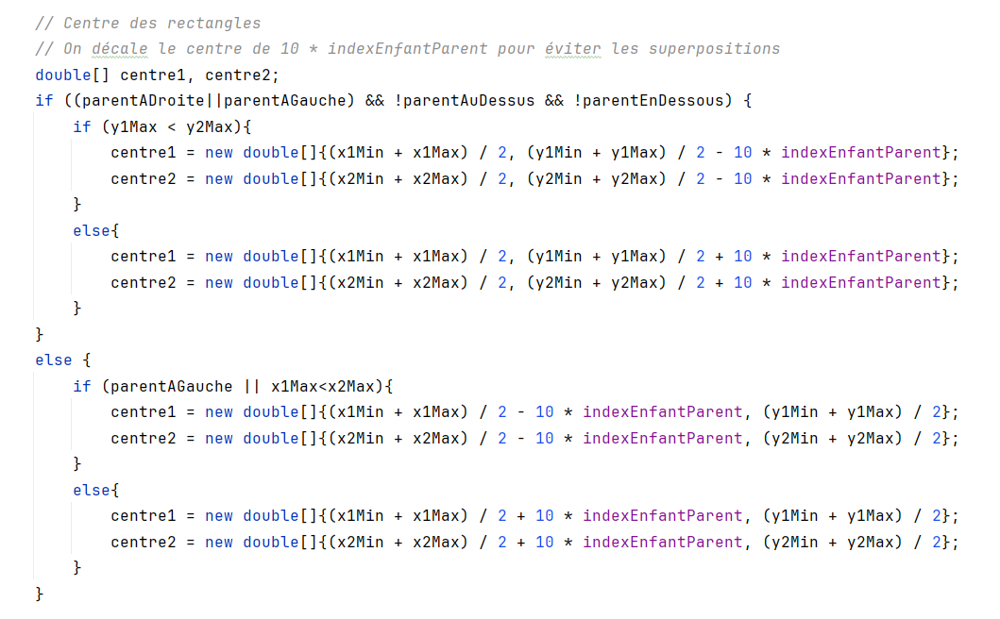 // Centre des rectangles
// On décale le centre de 10 * indexEnfantParent pour éviter les superpositions
double[] centre1, centre2;
if ((parentADroite||parentAGauche) && !parentAuDessus && !parentEnDessous) {
    if (y1Max < y2Max){
        centre1 = new double[]{(x1Min + x1Max) / 2, (y1Min + y1Max) / 2 - 10 * indexEnfantParent};
        centre2 = new double[]{(x2Min + x2Max) / 2, (y2Min + y2Max) / 2 - 10 * indexEnfantParent};
    }
    else{
        centre1 = new double[]{(x1Min + x1Max) / 2, (y1Min + y1Max) / 2 + 10 * indexEnfantParent};
        centre2 = new double[]{(x2Min + x2Max) / 2, (y2Min + y2Max) / 2 + 10 * indexEnfantParent};
    }
}
else {
    if (parentAGauche || x1Max<x2Max){
        centre1 = new double[]{(x1Min + x1Max) / 2 - 10 * indexEnfantParent, (y1Min + y1Max) / 2};
        centre2 = new double[]{(x2Min + x2Max) / 2 - 10 * indexEnfantParent, (y2Min + y2Max) / 2};
    }
    else{
        centre1 = new double[]{(x1Min + x1Max) / 2 + 10 * indexEnfantParent, (y1Min + y1Max) / 2};
        centre2 = new double[]{(x2Min + x2Max) / 2 + 10 * indexEnfantParent, (y2Min + y2Max) / 2};
    }
}